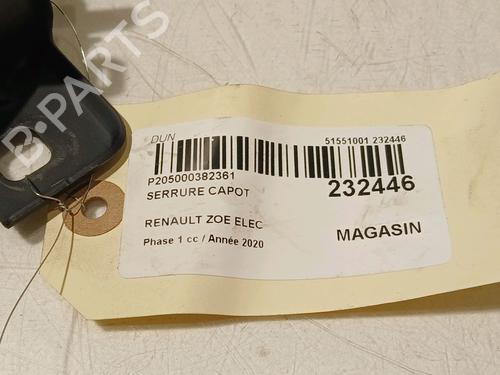 B-PARTS
DUN
51551001 232446
P205000382361
SERRURE CAPOT
232446
RENAULT ZOE ELEC
MAGASIN
Phase 1 cc / Année 2020